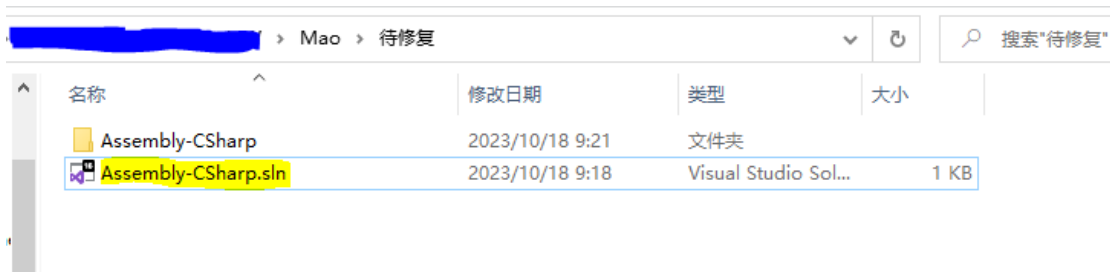 › Mao › 待修复 搜索"待修复"
名称 修改日期 类型 大小
Assembly-CSharp 2023/10/18 9:21 文件夹
Assembly-CSharp.sln 2023/10/18 9:18 Visual Studio Sol... 1 KB